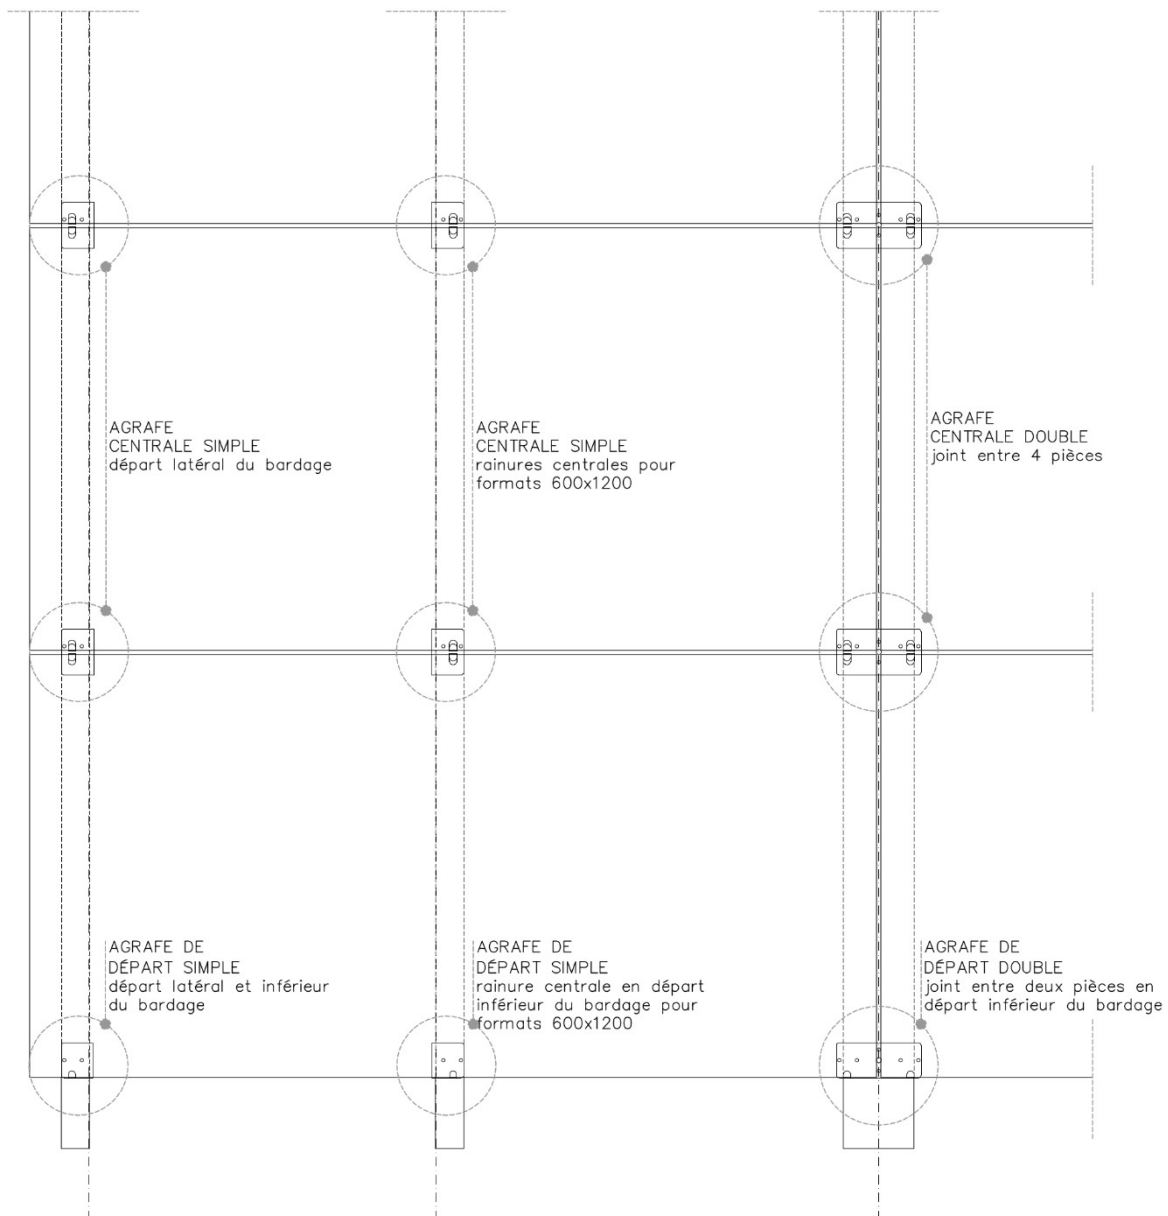 AGRAFE
CENTRALE SIMPLE
départ latéral du bardage
AGRAFE
CENTRALE SIMPLE
rainures centrales pour
formats 600x1200
AGRAFE
CENTRALE DOUBLE
joint entre 4 pièces
AGRAFE DE
DÉPART SIMPLE
départ latéral et inférieur
du bardage
AGRAFE DE
DÉPART SIMPLE
rainure centrale en départ
inférieur du bardage pour
formats 600x1200
AGRAFE DE
DÉPART DOUBLE
joint entre deux pièces en
départ inférieur du bardage